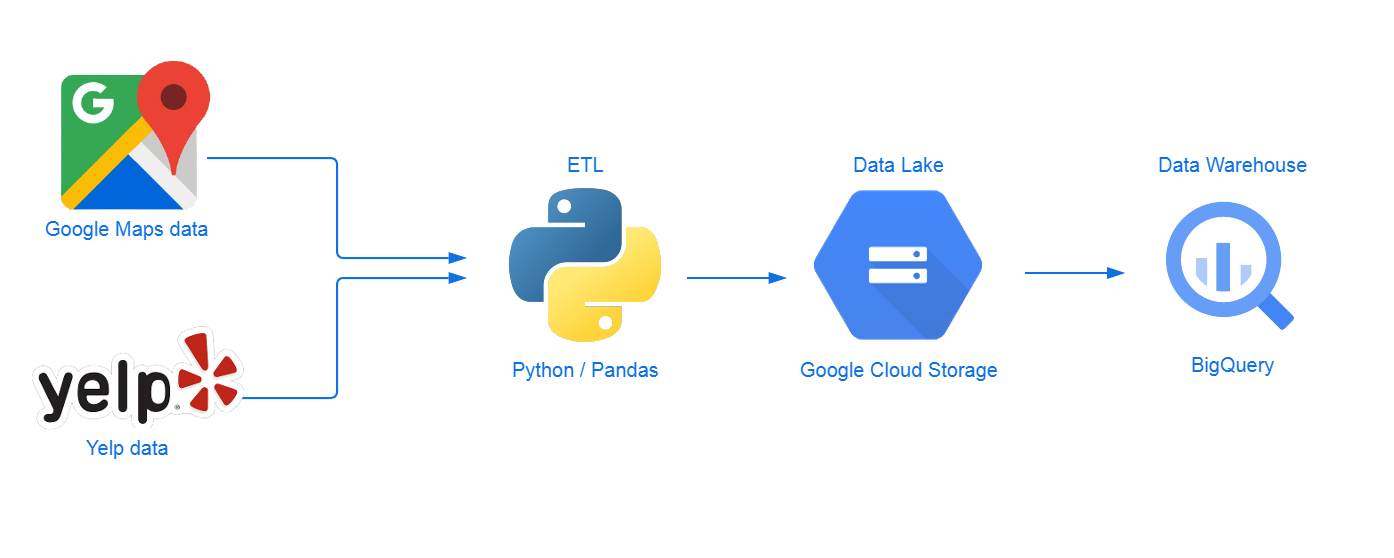 G
Google Maps data
yelp
®
Yelp data
ETL
Python / Pandas
Data Lake
Google Cloud Storage
Data Warehouse
BigQuery